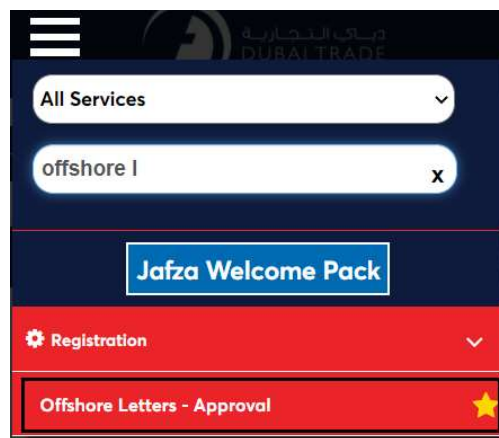 دبي التجارية
DUBAI TRADE
All Services
offshore l
x
Jafza Welcome Pack
Registration
Offshore Letters - Approval